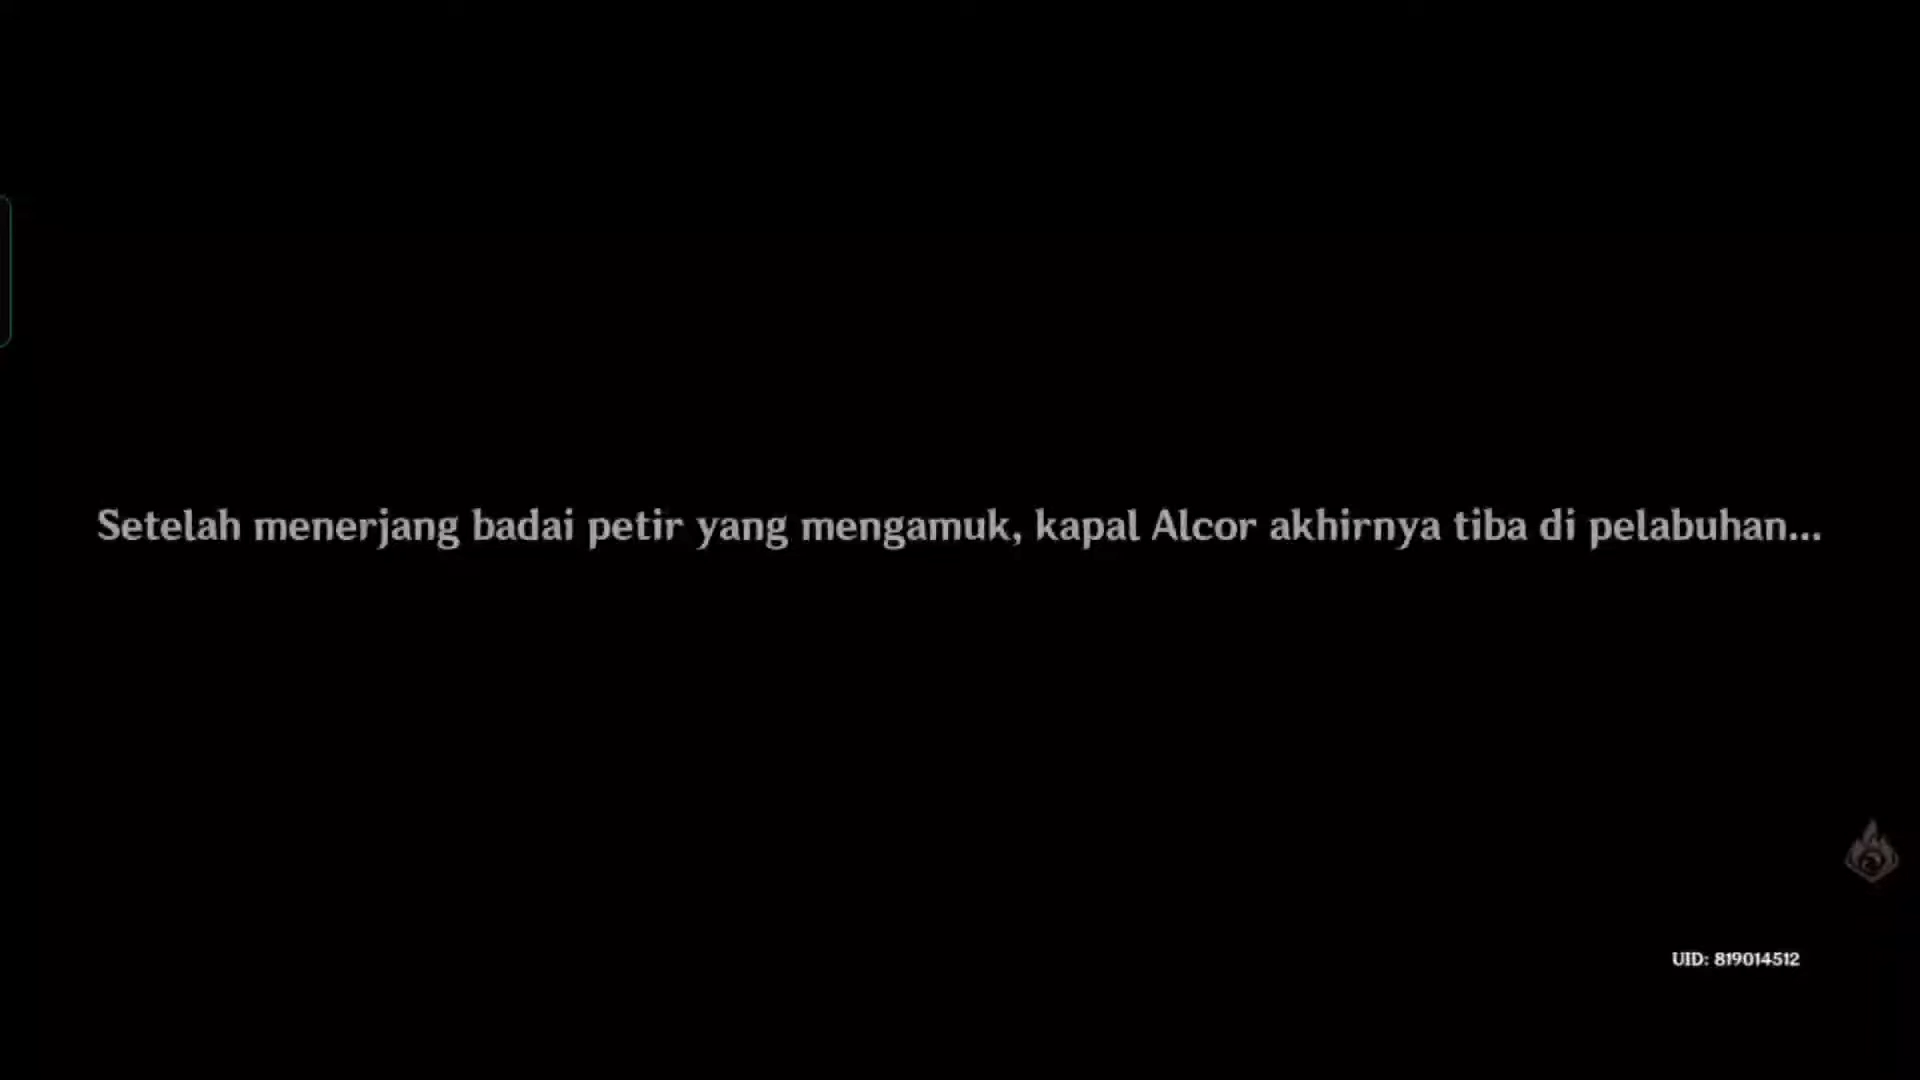 Setelah menerjang badai petir yang mengamuk, kapal Alcor akhirnya tiba di pelabuhan...
UID: 819014512